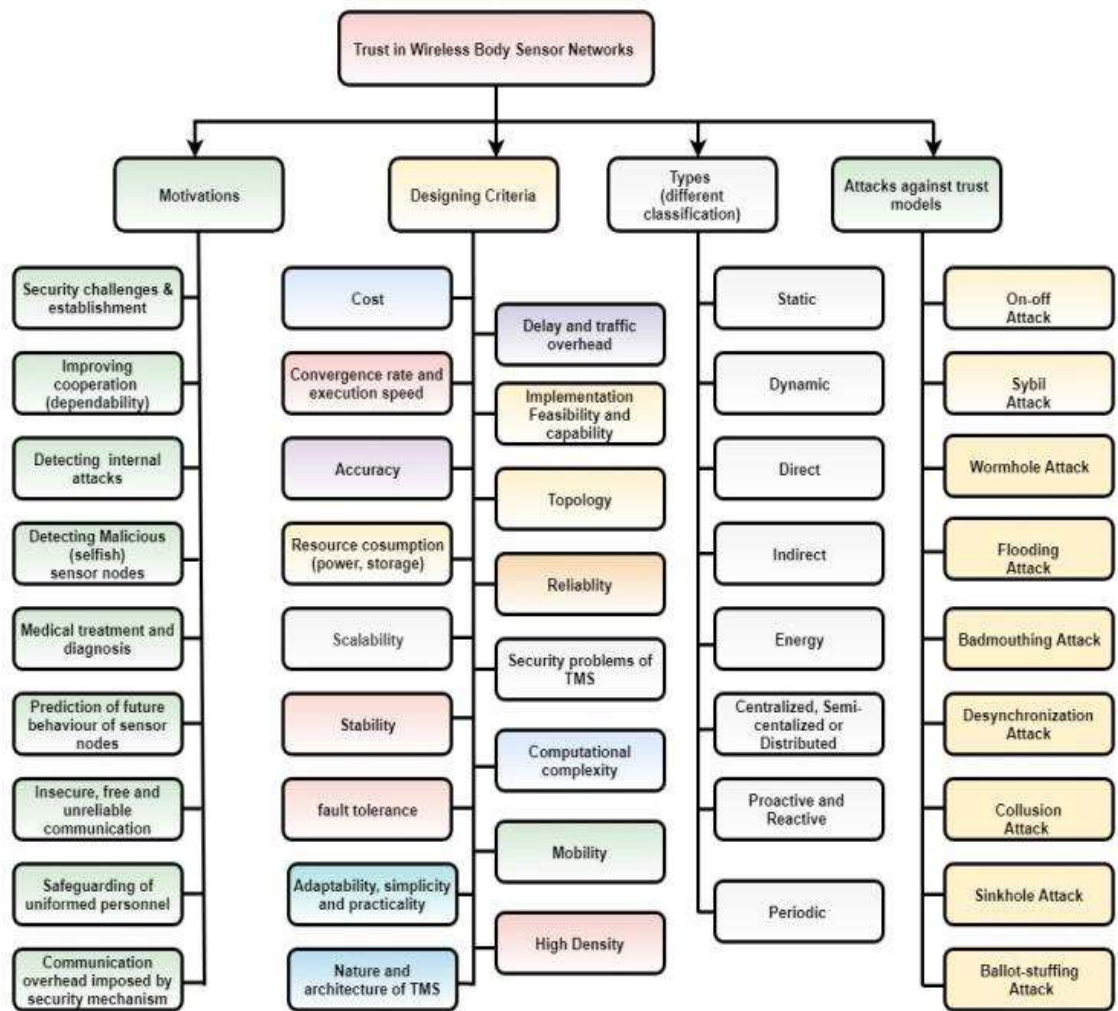 Trust in Wireless Body Sensor Networks
Motivations
Designing Criteria
Types
(different
classification)
Attacks against trust
models
Security challenges &
establishment
Improving
cooperation
(dependability)
Detecting internal
attacks
Detecting Malicious
(selfish)
sensor nodes
Medical treatment and
diagnosis
Prediction of future
behaviour of sensor
nodes
Insecure, free and
unreliable
communication
Safeguarding of
uniformed personnel
Communication
overhead imposed by
security mechanism
Cost
Convergence rate and
execution speed
Accuracy
Resource cosumption
(power, storage)
Scalability
Stability
fault tolerance
Adaptability, simplicity
and practicality
Nature and
architecture of TMS
Delay and traffic
overhead
Implementation
Feasibility and
capability
Topology
Reliablity
Security problems of
TMS
Computational
complexity
Mobility
High Density
Static
Dynamic
Direct
Indirect
Energy
Centralized, Semi-
centalized or
Distributed
Proactive and
Reactive
Periodic
On-off
Attack
Sybil
Attack
Wormhole Attack
Flooding
Attack
Badmouthing Attack
Desynchronization
Attack
Collusion
Attack
Sinkhole Attack
Ballot-stuffing
Attack